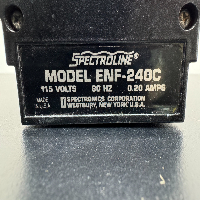 SPECTROLINE®
MODEL ENF-240C
115 VOLTS 60 HZ 0.20 AMPS
MADE IN U.S.A. SPECTRONICS CORPORATION
WESTBURY, NEW YORK U.S.A.